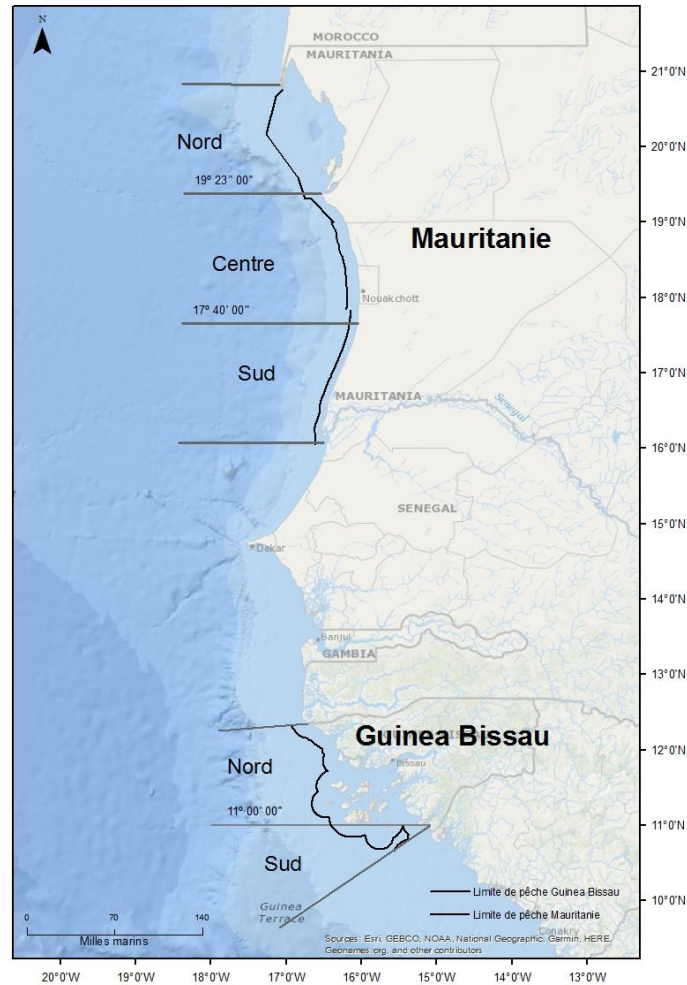 N
MOROCCO
MAURITANIA
21°0'N
Nord
20°0'N
19º 23" 00"
19°0'N
Mauritanie
Centre
Nouakchott
18°0'N
17º 40' 00"
Sud
17°0'N
MAURITANIA
Senegal
16°0'N
SENEGAL
15°0'N
Dakar
14°0'N
Banjul
GAMBIA
13°0'N
Guinea Bissau
12°0'N
Nord
Bissau
11º 00' 00"
11°0'N
Sud
Guinea
Terrace
Limite de pêche Guinea Bissau
10°0'N
Limite de pêche Mauritanie
0 70 140
Milles marins
Conakry
Sources: Esri, GEBCO, NOAA, National Geographic, Garmin, HERE,
Geonames.org, and other contributors
20°0'W 19°0'W 18°0'W 17°0'W 16°0'W 15°0'W 14°0'W 13°0'W